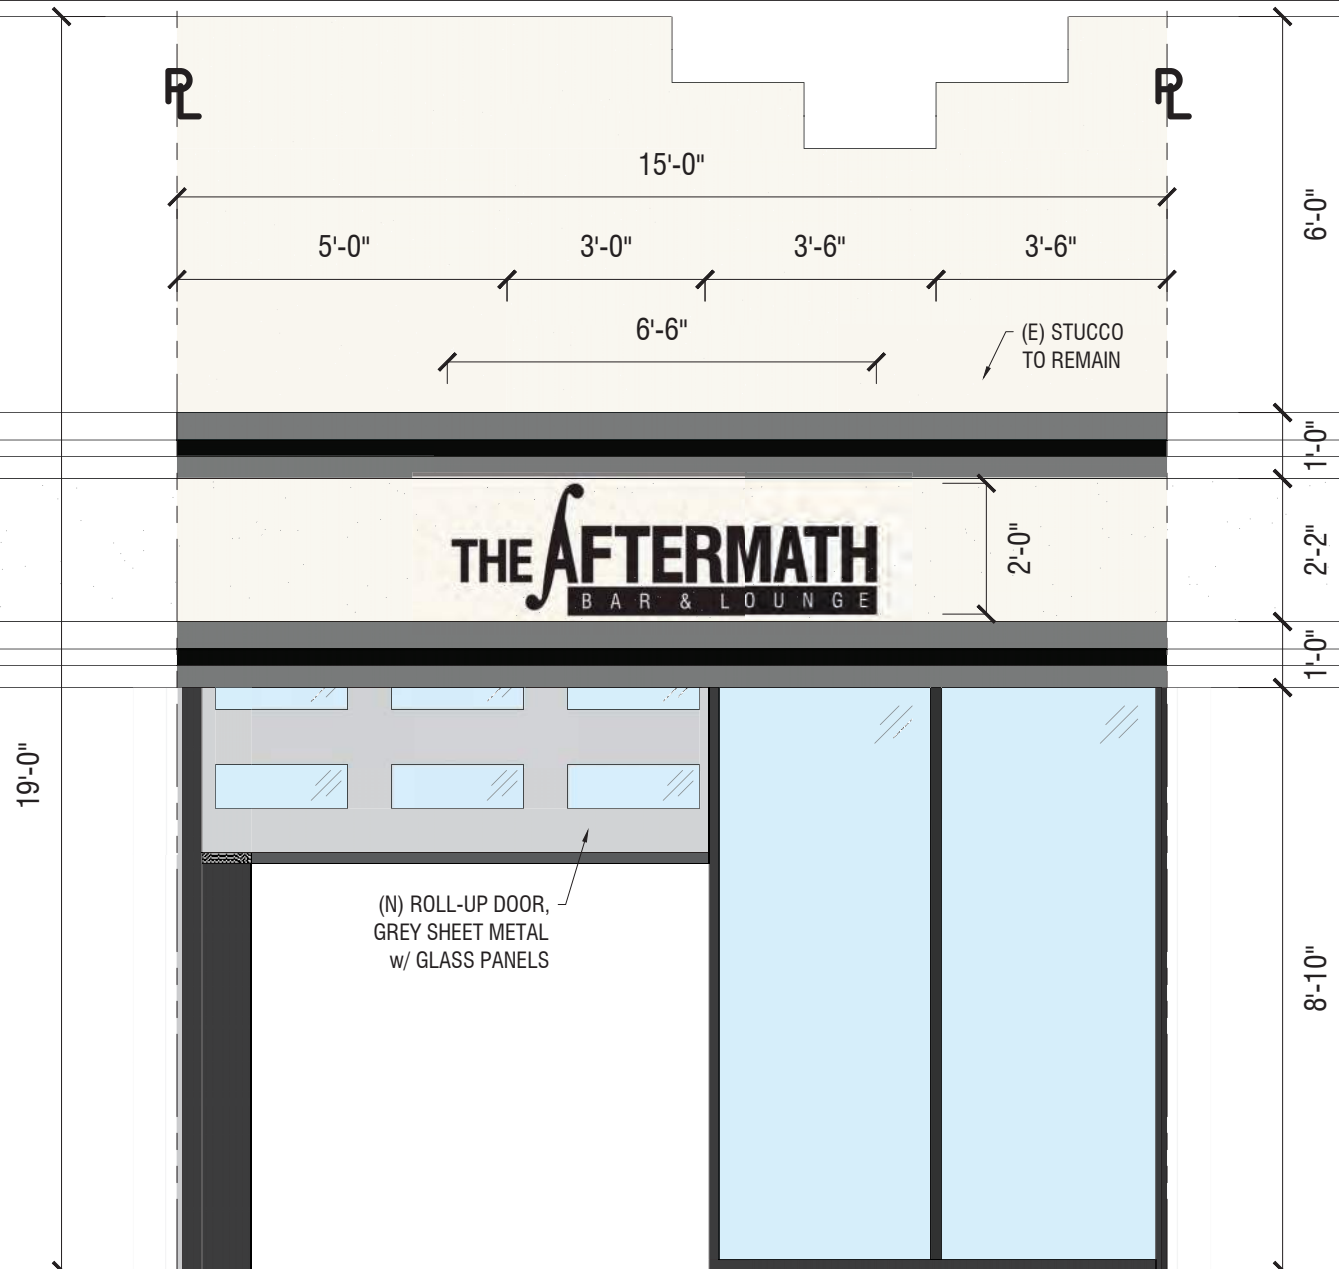 PL
PL
15'-0"
6'-0"
5'-0"
3'-0"
3'-6"
3'-6"
6'-6"
(E) STUCCO
TO REMAIN
1'-0"
THE AFTERMATH
BAR & LOUNGE
2'-0"
2'-2"
1'-0"
19'-0"
(N) ROLL-UP DOOR,
GREY SHEET METAL
w/ GLASS PANELS
8'-10"